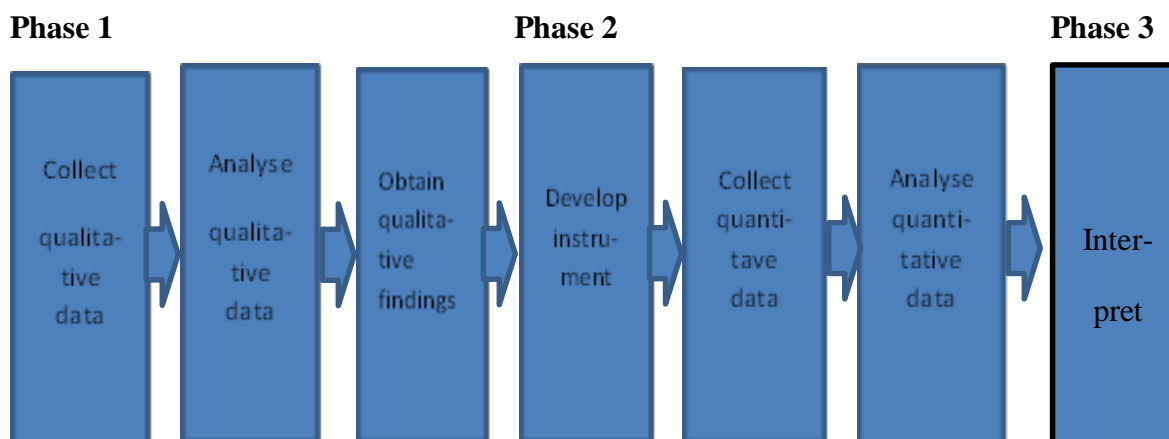 Phase 1
Phase 2
Phase 3
Collect
qualita-
tive
data
Analyse
qualita-
tive
data
Obtain
qualita-
tive
findings
Develop
instru-
ment
Collect
quanti-
tave
data
Analyse
quanti-
tative
data
Inter-
pret